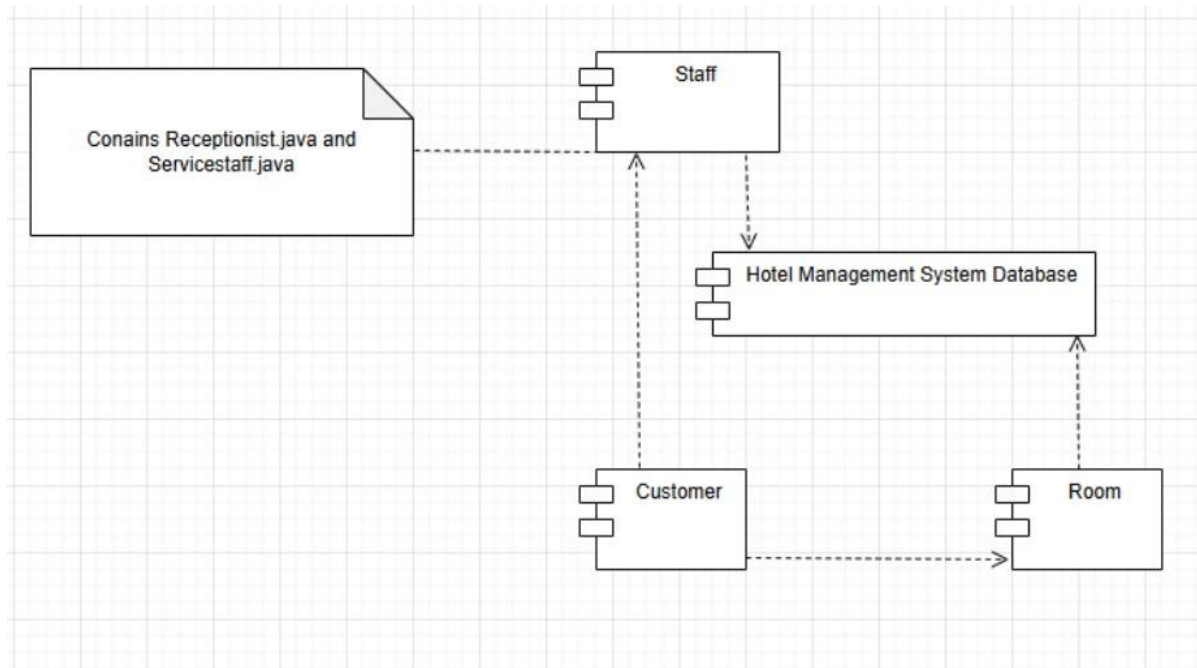 Staff
Conains Receptionist.java and
Servicestaff.java
Hotel Management System Database
Customer
Room